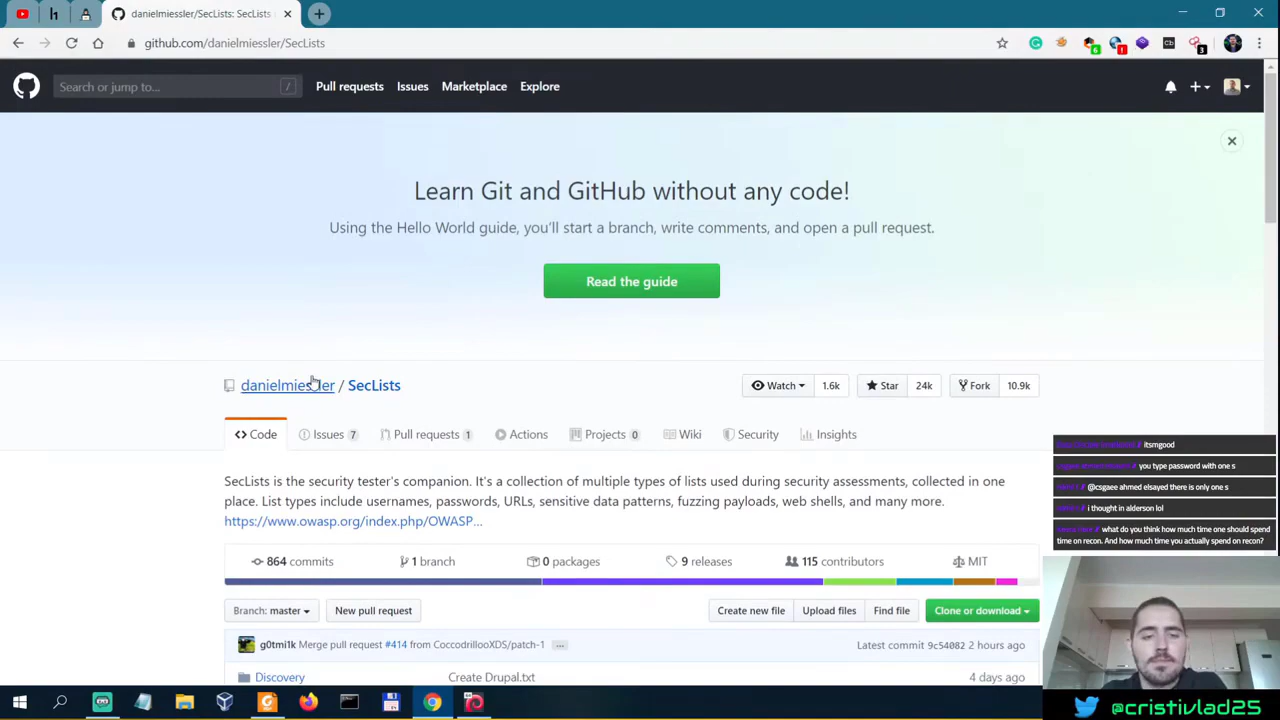 danielmiessler/SecLists: SecLists
github.com/danielmiessler/SecLists
6
!
Cb
3
Search or jump to...
/
Pull requests
Issues
Marketplace
Explore
Learn Git and GitHub without any code!
Using the Hello World guide, you'll start a branch, write comments, and open a pull request.
Read the guide
danielmiessler / SecLists
Watch
1.6k
Star
24k
Fork
10.9k
Code
Issues 7
Pull requests 1
Actions
Projects 0
Wiki
Security
Insights
SecLists is the security tester's companion. It's a collection of multiple types of lists used during security assessments, collected in one
place. List types include usernames, passwords, URLs, sensitive data patterns, fuzzing payloads, web shells, and many more.
https://www.owasp.org/index.php/OWASP...
864 commits
1 branch
0 packages
9 releases
115 contributors
MIT
Branch: master
New pull request
Create new file
Upload files
Find file
Clone or download
g0tmi1k Merge pull request #414 from CoccodrillooXDS/patch-1 ...
Latest commit 9c54082 2 hours ago
Discovery
Create Drupal.txt
4 days ago
itsmgood
you type password with one s
@csgaee ahmed elsayed there is only one s
i thought in alderson lol
what do you think how much time one should spend
time on recon. And how much time you actually spend on recon?
@cristivlad25